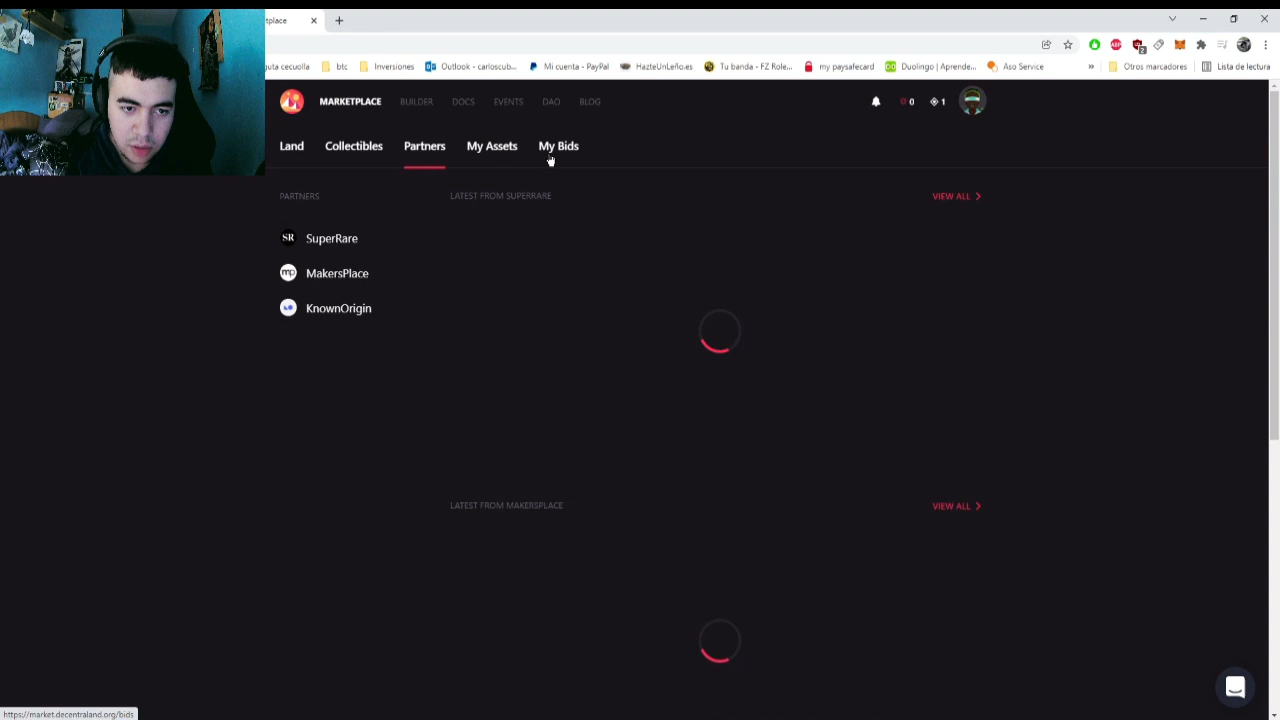 tplace
guta cecuolla
btc
Inversiones
Outlook - carloscub...
Mi cuenta - PayPal
HazteUnLeño.es
Tu banda - FZ Role...
my paysafecard
Duolingo | Aprende...
Aso Service
»
Otros marcadores
Lista de lectura
MARKETPLACE BUILDER DOCS EVENTS DAO BLOG
0
1
Land Collectibles Partners My Assets My Bids
PARTNERS
LATEST FROM SUPERRARE
VIEW ALL
SR SuperRare
mp MakersPlace
KnownOrigin
LATEST FROM MAKERSPLACE
VIEW ALL
https://market.decentraland.org/bids